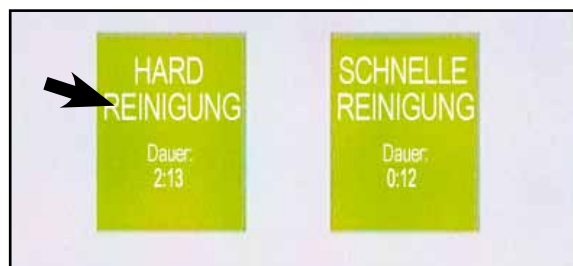 HARD
REINIGUNG
Dauer:
2:13
SCHNELLE
REINIGUNG
Dauer:
0:12